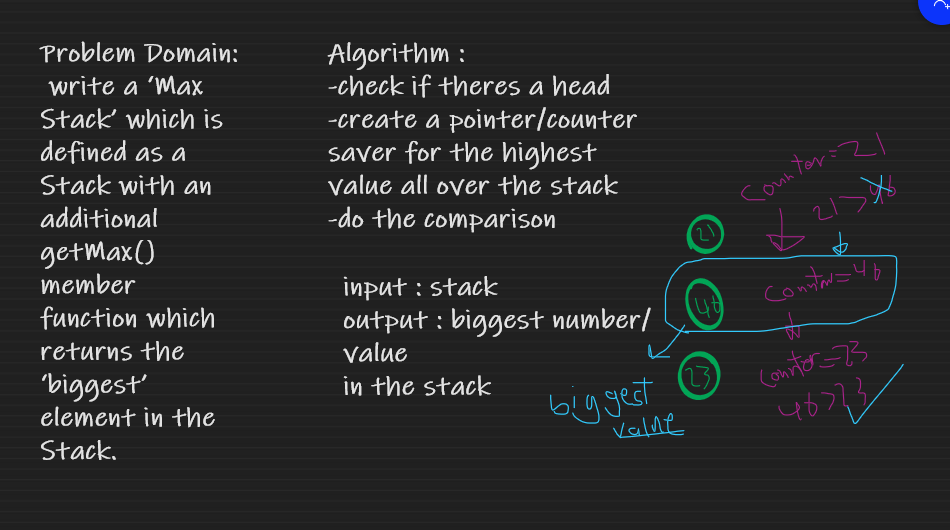 Problem Domain:
write a 'Max
Stack' which is
defined as a
Stack with an
additional
getMax()
member
function which
returns the
'biggest'
element in the
Stack.
Algorithm :
-check if theres a head
-create a pointer/counter
saver for the highest
value all over the stack
-do the comparison
input : stack
output : biggest number/
value
in the stack
21
46
23
biggest
value
Counter=21
21>46
Counter=46
Counter=23
46>23